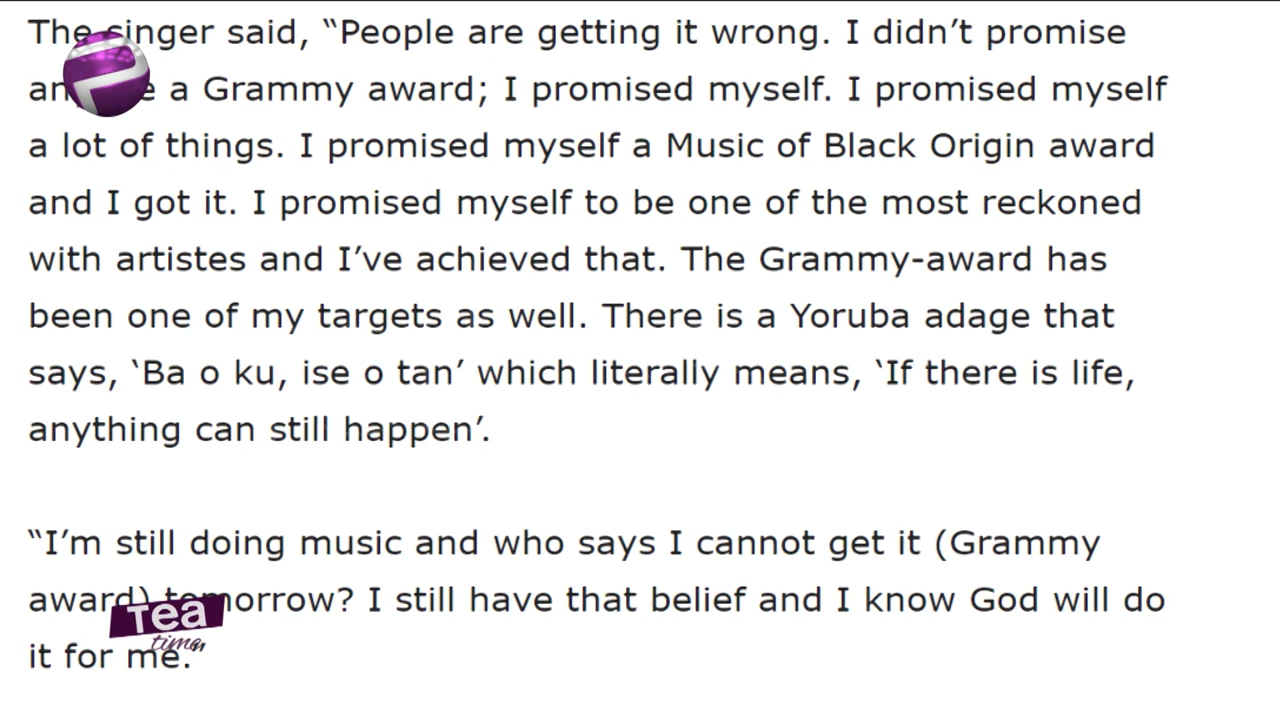 The singer said, “People are getting it wrong. I didn’t promise
a Grammy award; I promised myself. I promised myself
a lot of things. I promised myself a Music of Black Origin award
and I got it. I promised myself to be one of the most reckoned
with artistes and I’ve achieved that. The Grammy-award has
been one of my targets as well. There is a Yoruba adage that
says, ‘Ba o ku, ise o tan’ which literally means, ‘If there is life,
anything can still happen’.
“I’m still doing music and who says I cannot get it (Grammy
award) tomorrow? I still have that belief and I know God will do
Tea
time
it for me.”